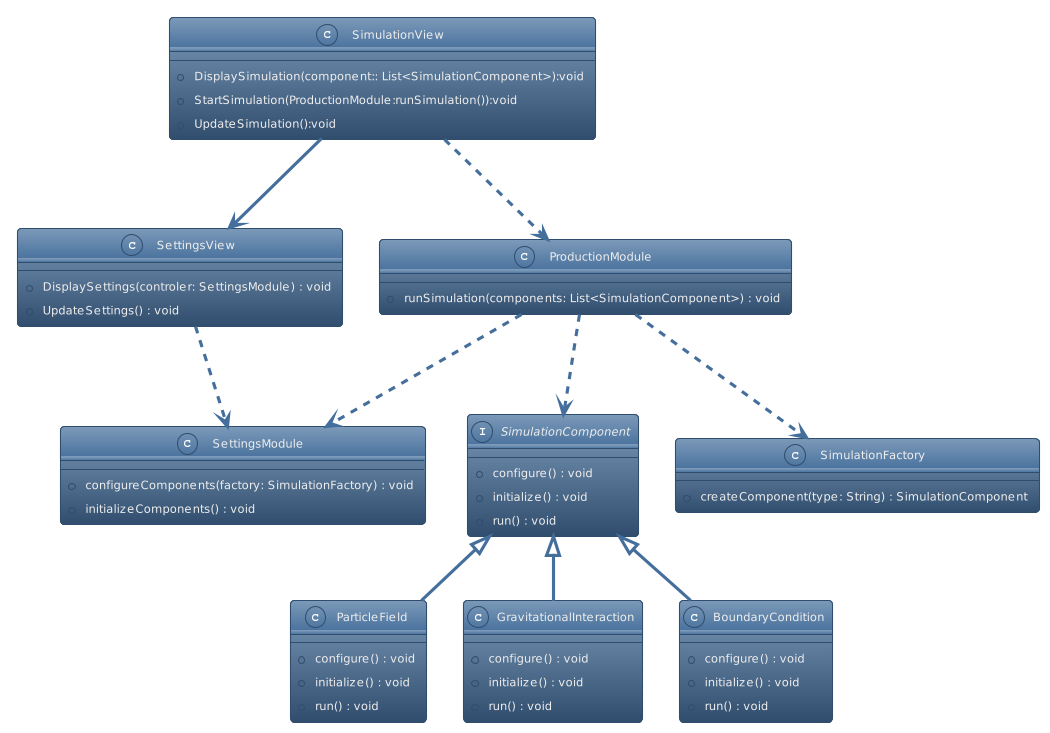 C SimulationView
DisplaySimulation(component:: List<SimulationComponent>):void
StartSimulation(ProductionModule:runSimulation()):void
UpdateSimulation():void
C SettingsView
DisplaySettings(controler: SettingsModule) : void
UpdateSettings() : void
C ProductionModule
runSimulation(components: List<SimulationComponent>) : void
C SettingsModule
configureComponents(factory: SimulationFactory) : void
initializeComponents() : void
I SimulationComponent
configure() : void
initialize() : void
run() : void
C SimulationFactory
createComponent(type: String) : SimulationComponent
C ParticleField
configure() : void
initialize() : void
run() : void
C GravitationalInteraction
configure() : void
initialize() : void
run() : void
C BoundaryCondition
configure() : void
initialize() : void
run() : void